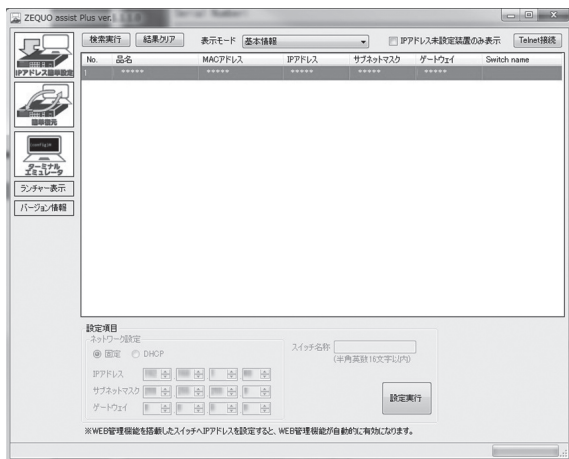 ZEQUO assist Plus ver.
検索実行 結果クリア 表示モード 基本情報 IPアドレス未設定装置のみ表示 Telnet接続
No. 品名 MACアドレス IPアドレス サブネットマスク ゲートウェイ Switch name
1 ***** ***** ***** ***** *****
IPアドレス簡単設定
簡単復元
ターミナル
エミュレータ
ランチャー表示
バージョン情報
設定項目
ネットワーク設定
固定 DHCP
IPアドレス
サブネットマスク
ゲートウェイ
スイッチ名称
(半角英数16文字以内)
設定実行
※WEB管理機能を搭載したスイッチへIPアドレスを設定すると、WEB管理機能が自動的に有効になります。